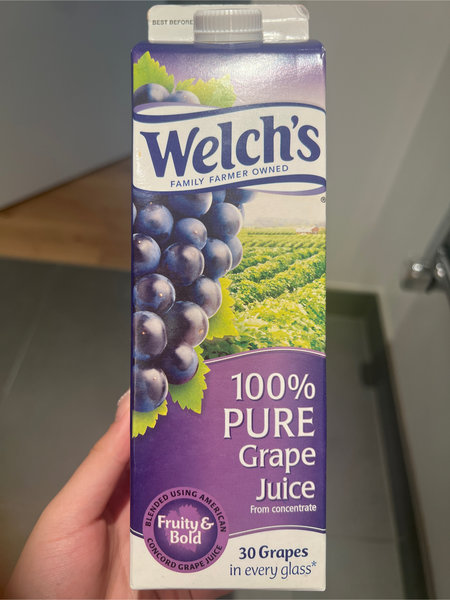 BEST BEFORE
Welch's
FAMILY FARMER OWNED
®
100%
PURE
Grape
Juice
From concentrate
BLENDED USING AMERICAN
Fruity &
Bold
CONCORD GRAPE JUICE
30 Grapes
in every glass*